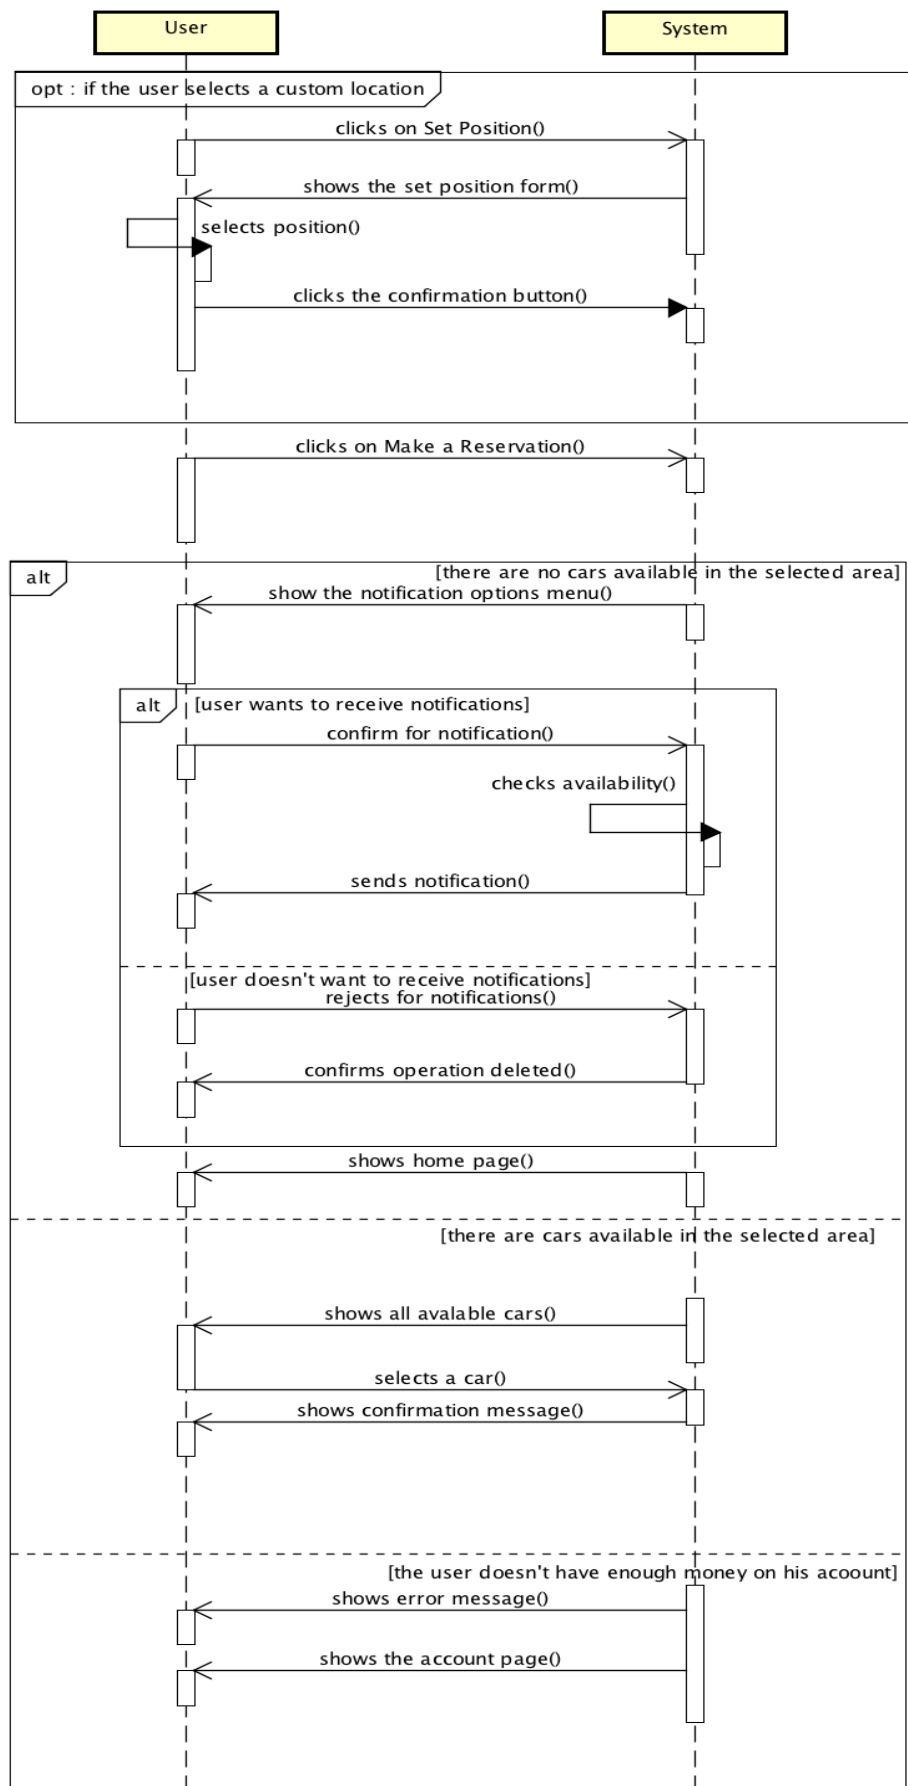 User
System
opt : if the user selects a custom location
clicks on Set Position()
shows the set position form()
selects position()
clicks the confirmation button()
clicks on Make a Reservation()
alt
[there are no cars available in the selected area]
show the notification options menu()
alt
[user wants to receive notifications]
confirm for notification()
checks availability()
sends notification()
[user doesn't want to receive notifications]
rejects for notifications()
confirms operation deleted()
shows home page()
[there are cars available in the selected area]
shows all avalable cars()
selects a car()
shows confirmation message()
[the user doesn't have enough money on his acoount]
shows error message()
shows the account page()